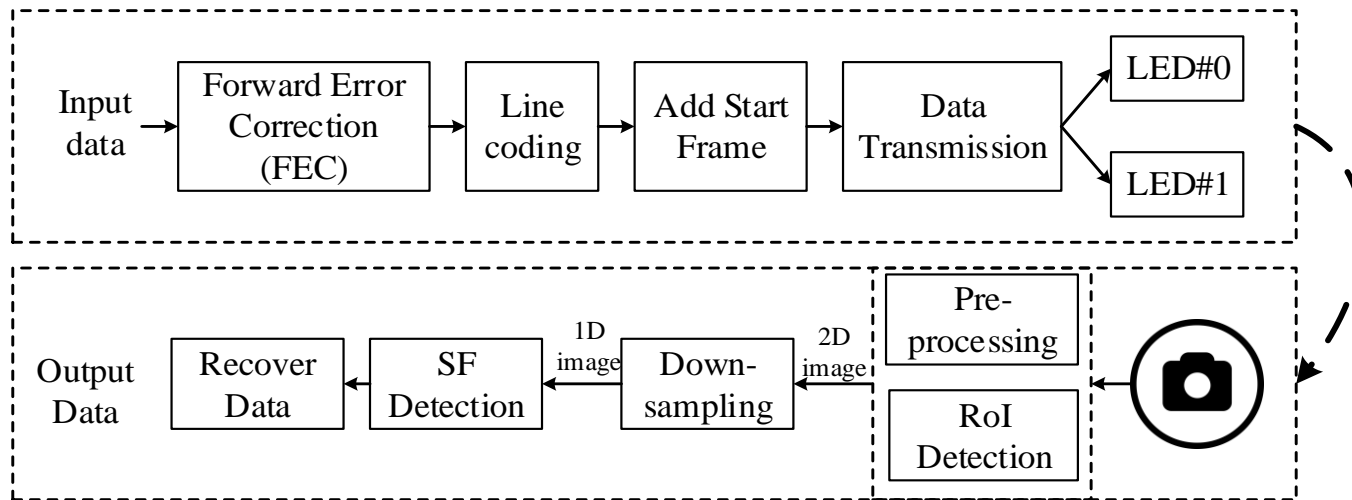 Input
data
Forward Error
Correction
(FEC)
Line
coding
Add Start
Frame
Data
Transmission
LED#0
LED#1
Output
Data
Recover
Data
SF
Detection
1D
image
Down-
sampling
2D
image
Pre-
processing
RoI
Detection